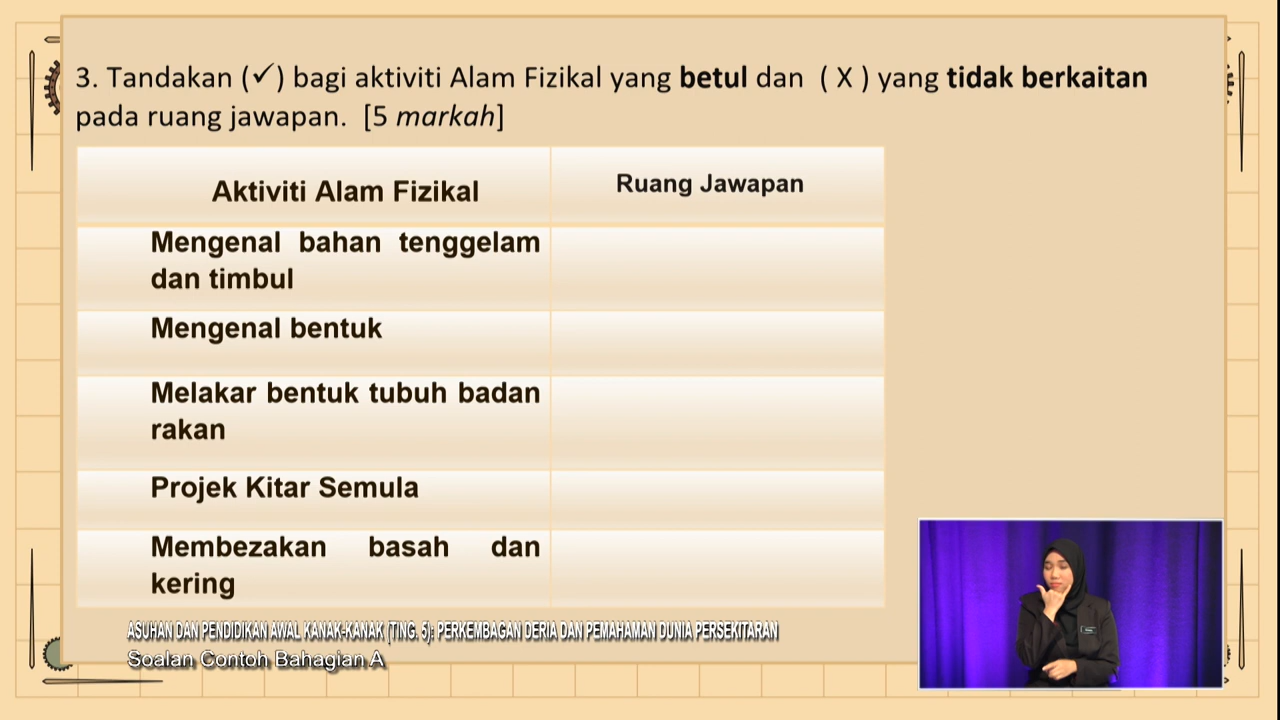 3. Tandakan (✓) bagi aktiviti Alam Fizikal yang betul dan ( X ) yang tidak berkaitan
pada ruang jawapan. [5 markah]
Aktiviti Alam Fizikal
Ruang Jawapan
Mengenal bahan tenggelam
dan timbul
Mengenal bentuk
Melakar bentuk tubuh badan
rakan
Projek Kitar Semula
Membezakan basah dan
kering
ASUHAN DAN PENDIDIKAN AWAL KANAK-KANAK (TING. 5): PERKEMBAGAN DERIA DAN PEMAHAMAN DUNIA PERSEKITARAN
Soalan Contoh Bahagian A